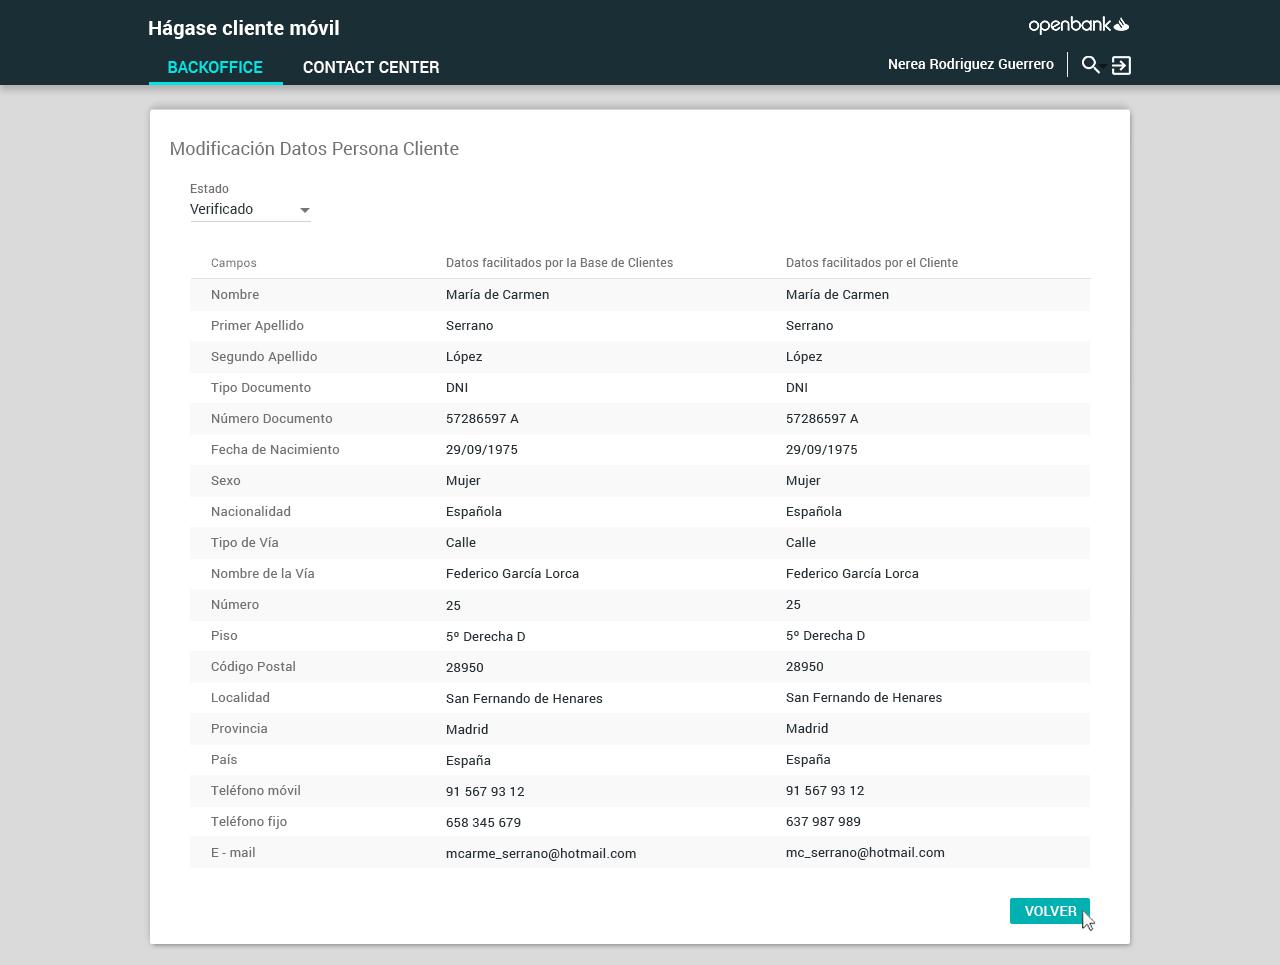 Hágase cliente móvil
openbank
BACKOFFICE CONTACT CENTER
Nerea Rodriguez Guerrero
Modificación Datos Persona Cliente
Estado
Verificado
Campos Datos facilitados por la Base de Clientes Datos facilitados por el Cliente
Nombre María de Carmen María de Carmen
Primer Apellido Serrano Serrano
Segundo Apellido López López
Tipo Documento DNI DNI
Número Documento 57286597 A 57286597 A
Fecha de Nacimiento 29/09/1975 29/09/1975
Sexo Mujer Mujer
Nacionalidad Española Española
Tipo de Vía Calle Calle
Nombre de la Vía Federico García Lorca Federico García Lorca
Número 25 25
Piso 5º Derecha D 5º Derecha D
Código Postal 28950 28950
Localidad San Fernando de Henares San Fernando de Henares
Provincia Madrid Madrid
País España España
Teléfono móvil 91 567 93 12 91 567 93 12
Teléfono fijo 658 345 679 637 987 989
E - mail mcarme_serrano@hotmail.com mc_serrano@hotmail.com
VOLVER